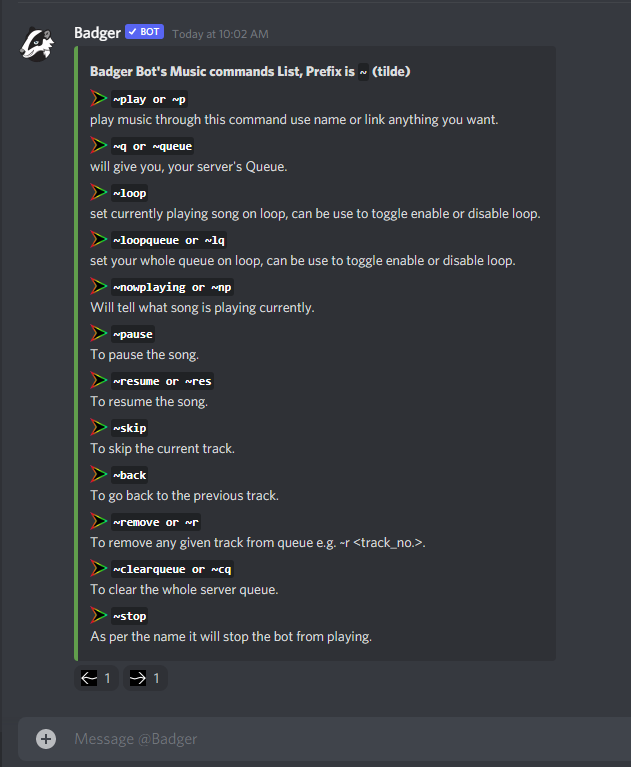 Badger ✓ BOT Today at 10:02 AM
Badger Bot's Music commands List, Prefix is ~ (tilde)
~play or ~p
play music through this command use name or link anything you want.
~q or ~queue
will give you, your server's Queue.
~loop
set currently playing song on loop, can be use to toggle enable or disable loop.
~loopqueue or ~lq
set your whole queue on loop, can be use to toggle enable or disable loop.
~nowplaying or ~np
Will tell what song is playing currently.
~pause
To pause the song.
~resume or ~res
To resume the song.
~skip
To skip the current track.
~back
To go back to the previous track.
~remove or ~r
To remove any given track from queue e.g. ~r <track_no.>.
~clearqueue or ~cq
To clear the whole server queue.
~stop
As per the name it will stop the bot from playing.
1 1
Message @Badger